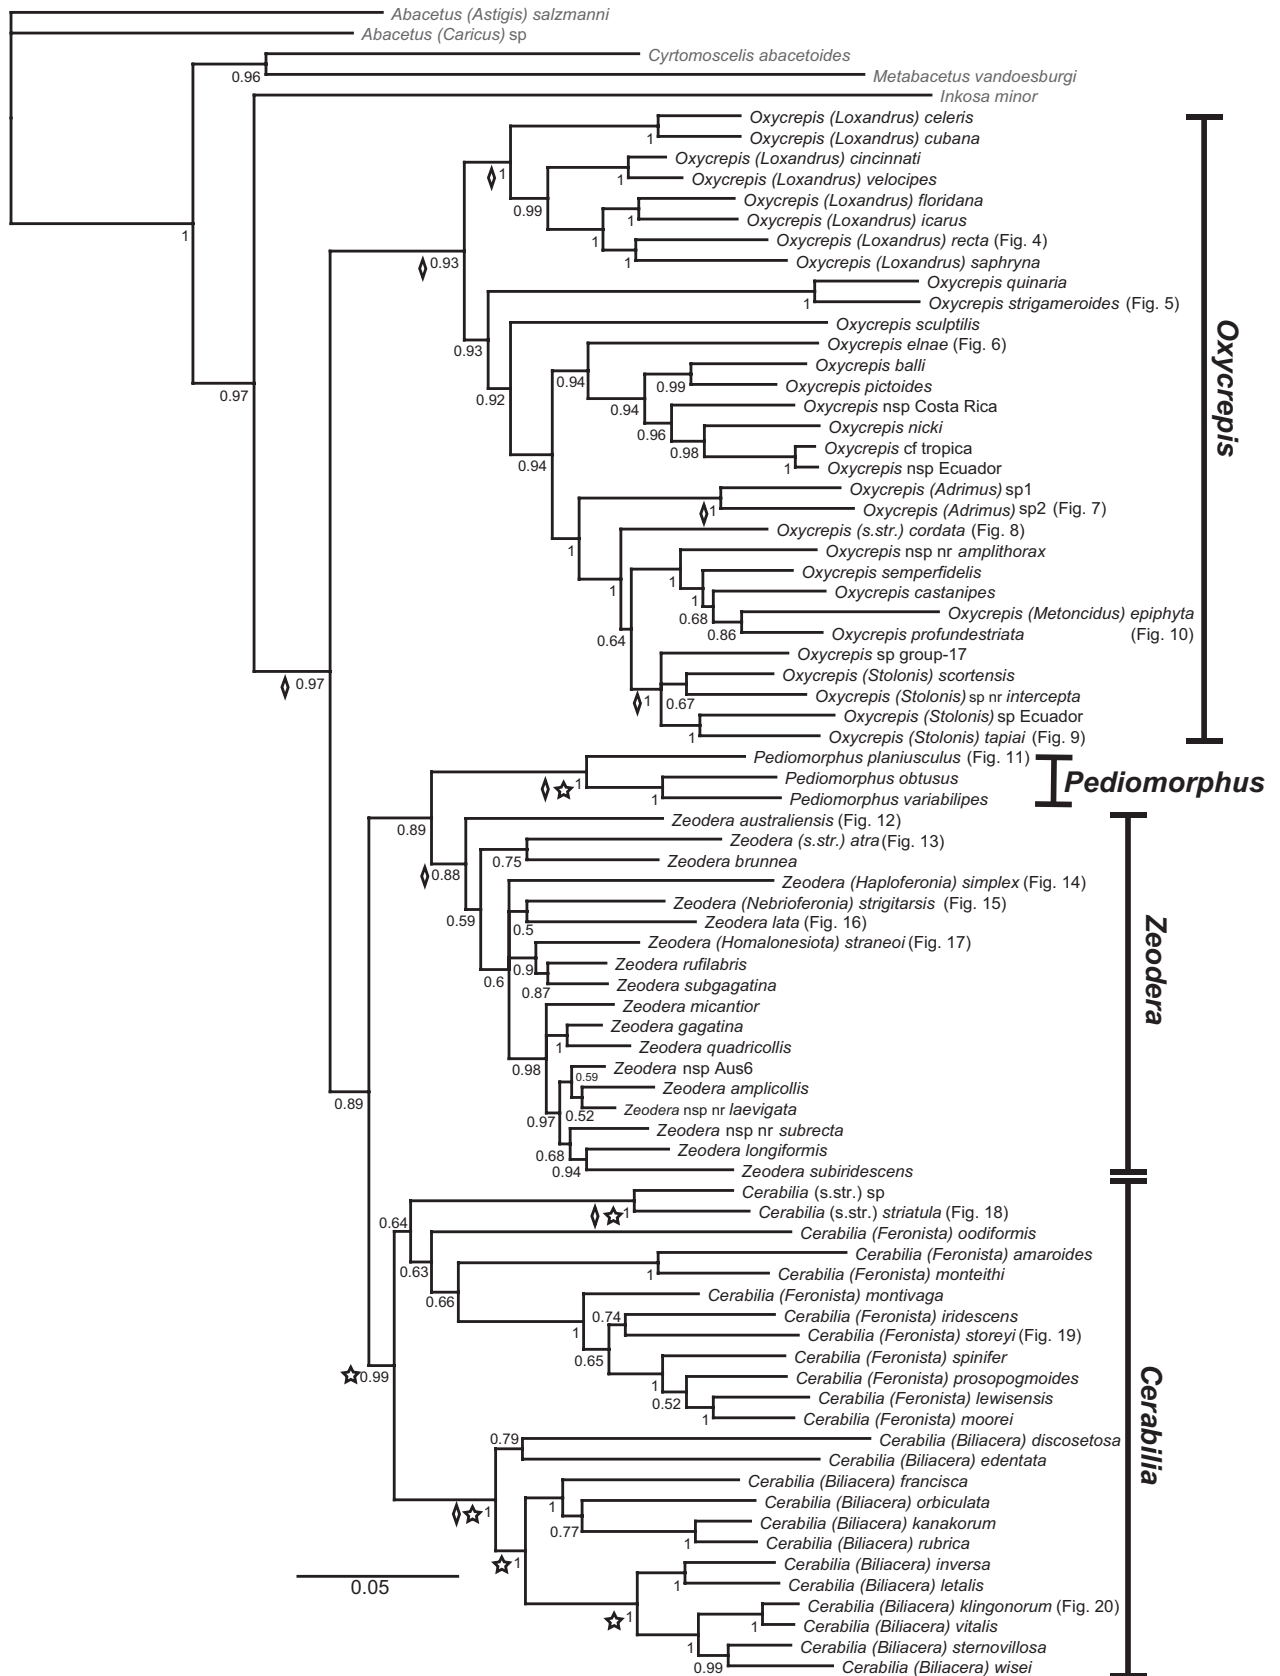 Abacetus (Astigis) salzmanni
Abacetus (Caricus) sp
Cyrtomoscelis abacetoides
0.96
Metabacetus vandoesburgi
Inkosa minor
Oxycrepis (Loxandrus) celeris
1
Oxycrepis (Loxandrus) cubana
Oxycrepis (Loxandrus) cincinnati
1
1
Oxycrepis (Loxandrus) velocipes
Oxycrepis (Loxandrus) floridana
0.99
1
Oxycrepis (Loxandrus) icarus
1
1
Oxycrepis (Loxandrus) recta (Fig. 4)
0.93
1
Oxycrepis (Loxandrus) saphryna
Oxycrepis quinaria
1
Oxycrepis strigameroides (Fig. 5)
Oxycrepis sculptilis
0.93
Oxycrepis elnae (Fig. 6)
Oxycrepis balli
0.94
0.99
Oxycrepis pictoides
0.97
0.92
0.94
Oxycrepis nsp Costa Rica
Oxycrepis nicki
0.96
Oxycrepis cf tropica
0.98
0.94
1
Oxycrepis nsp Ecuador
Oxycrepis (Adrimus) sp1
1
Oxycrepis (Adrimus) sp2 (Fig. 7)
Oxycrepis (s.str.) cordata (Fig. 8)
1
Oxycrepis nsp nr amplithorax
Oxycrepis semperfidelis
1
1
Oxycrepis castanipes
1
Oxycrepis (Metoncidus) epiphyta
0.68
Oxycrepis profundestriata (Fig. 10)
0.64
0.86
Oxycrepis sp group-17
Oxycrepis (Stolonis) scortensis
0.97
1
0.67
Oxycrepis (Stolonis) sp nr intercepta
Oxycrepis (Stolonis) sp Ecuador
1
Oxycrepis (Stolonis) tapiai (Fig. 9)
Oxycrepis
Pediomorphus planiusculus (Fig. 11)
1
Pediomorphus obtusus
1
Pediomorphus variabilipes
Pediomorphus
Zeodera australiensis (Fig. 12)
0.89
Zeodera (s.str.) atra (Fig. 13)
0.75
Zeodera brunnea
0.88
Zeodera (Haploferonia) simplex (Fig. 14)
Zeodera (Nebrioferonia) strigitarsis (Fig. 15)
0.59
0.5
Zeodera lata (Fig. 16)
Zeodera (Homalonesiota) straneoi (Fig. 17)
0.9
Zeodera rufilabris
0.6
0.87
Zeodera subgagatina
Zeodera micantior
Zeodera gagatina
1
Zeodera quadricollis
0.98
Zeodera nsp Aus6
0.59
Zeodera amplicollis
0.89
0.97
0.52
Zeodera nsp nr laevigata
Zeodera nsp nr subrecta
Zeodera longiformis
0.68
0.94
Zeodera subiridescens
Zeodera
Cerabilia (s.str.) sp
0.64
1
Cerabilia (s.str.) striatula (Fig. 18)
Cerabilia (Feronista) oodiformis
Cerabilia (Feronista) amaroides
0.63
1
Cerabilia (Feronista) monteithi
0.66
Cerabilia (Feronista) montivaga
0.74
Cerabilia (Feronista) iridescens
1
Cerabilia (Feronista) storeyi (Fig. 19)
0.65
Cerabilia (Feronista) spinifer
0.99
1
Cerabilia (Feronista) prosopogmoides
0.52
Cerabilia (Feronista) lewisensis
1
Cerabilia (Feronista) moorei
0.79
Cerabilia (Biliacera) discosetosa
Cerabilia (Biliacera) edentata
Cerabilia (Biliacera) francisca
1
1
Cerabilia (Biliacera) orbiculata
0.77
Cerabilia (Biliacera) kanakorum
1
Cerabilia (Biliacera) rubrica
1
Cerabilia (Biliacera) inversa
1
Cerabilia (Biliacera) letalis
0.05
1
Cerabilia (Biliacera) klingonorum (Fig. 20)
1
Cerabilia (Biliacera) vitalis
1
Cerabilia (Biliacera) sternovillosa
0.99
Cerabilia (Biliacera) wisei
Cerabilia